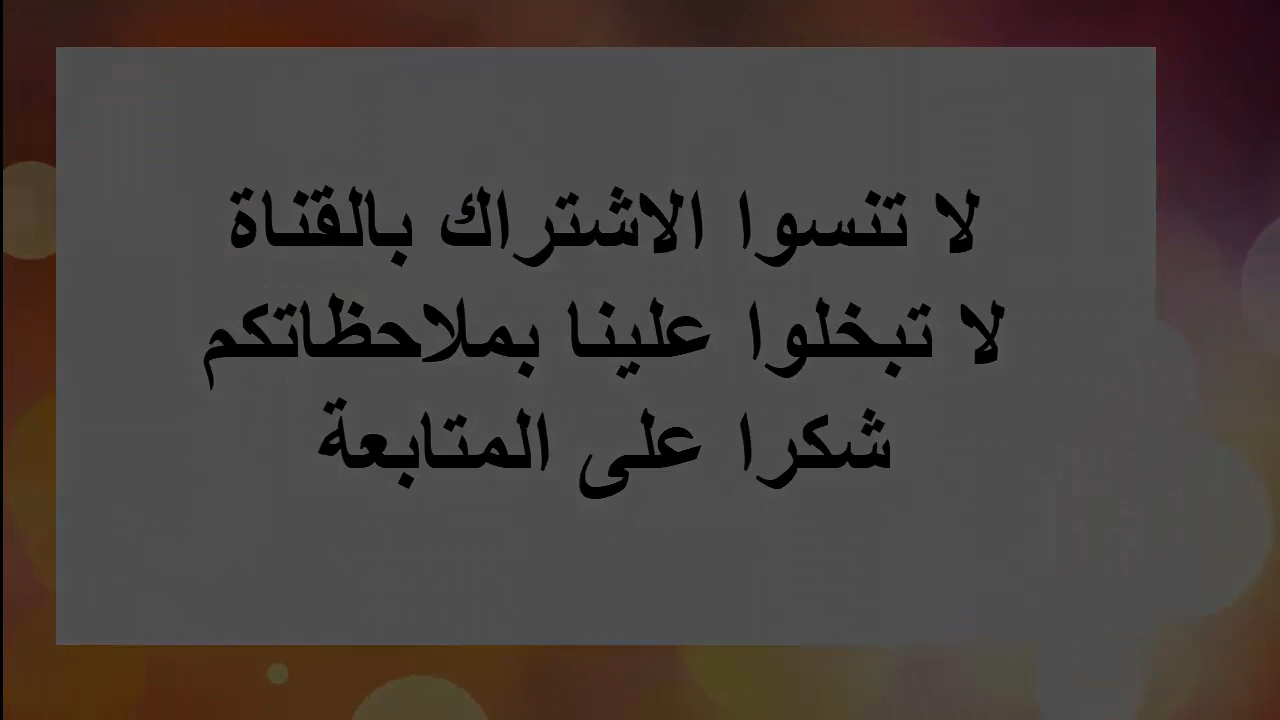 لا تنسوا الاشتراك بالقناة
لا تبخلوا علينا بملاحظاتكم
شكرا على المتابعة